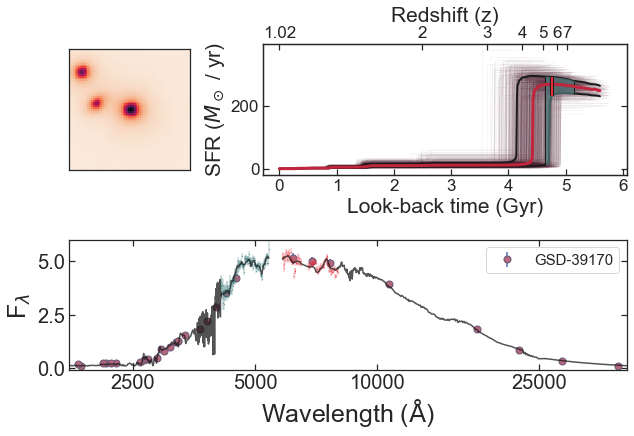 Redshift (z)
1.02 2 3 4 5 6 7
SFR (M⊙ / yr)
200
0
0 1 2 3 4 5 6
Look-back time (Gyr)
GSD-39170
Fλ
5.0
2.5
0.0
2500 5000 10000 25000
Wavelength (Å)